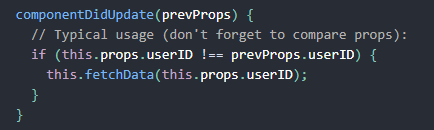 componentDidUpdate(prevProps) {
  // Typical usage (don't forget to compare props):
  if (this.props.userID !== prevProps.userID) {
    this.fetchData(this.props.userID);
  }
}